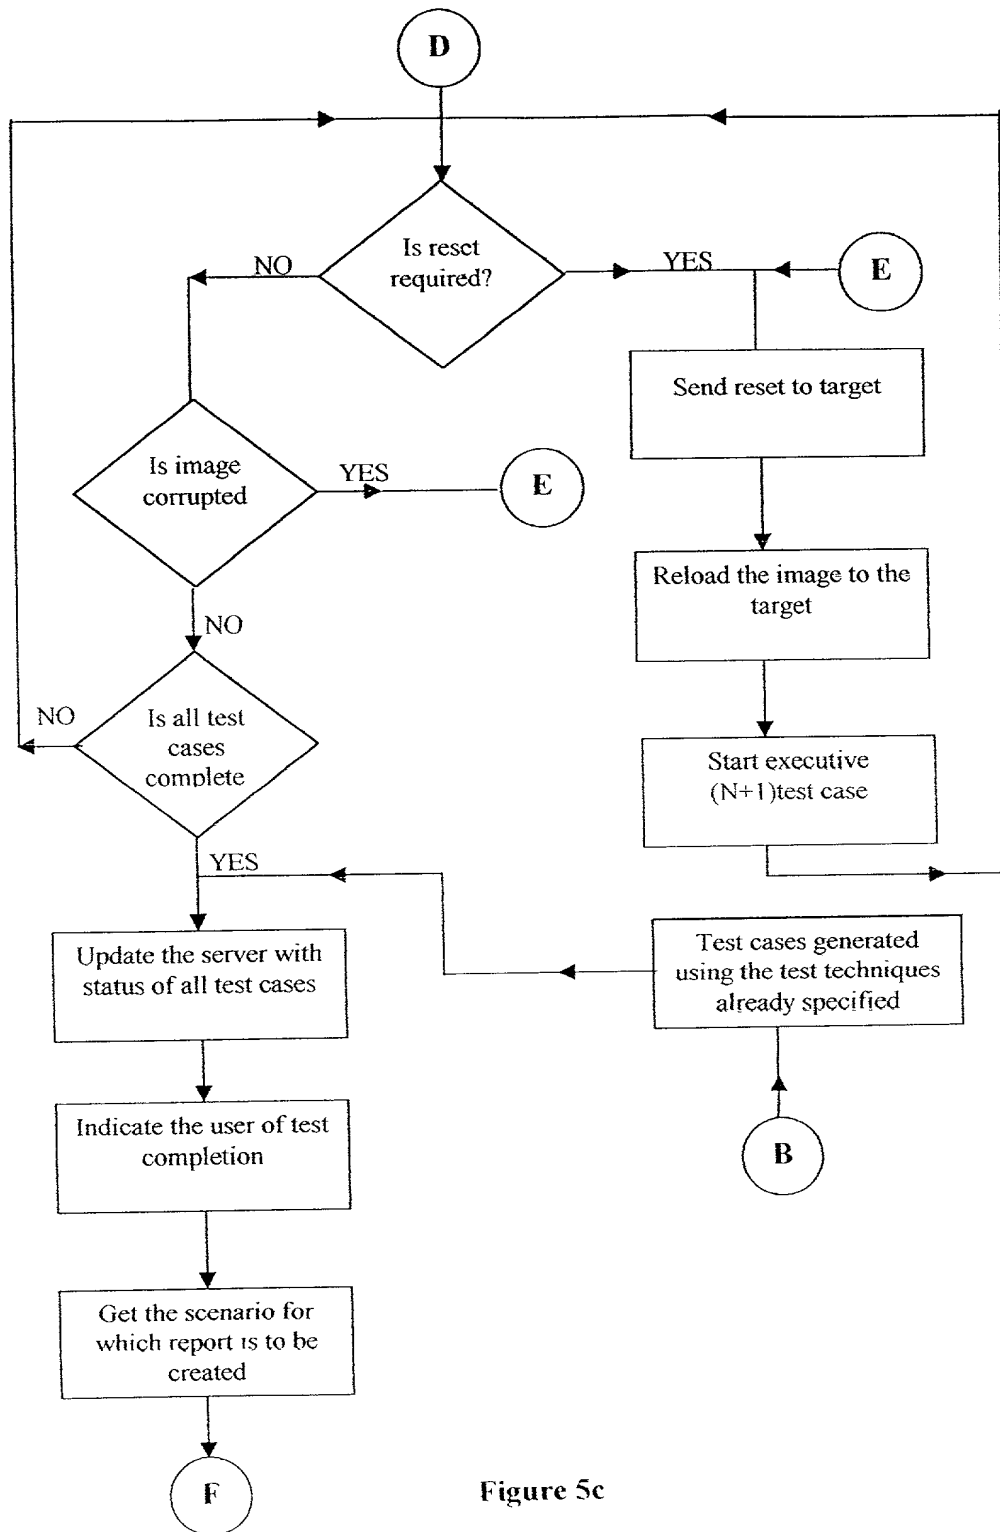 D
Is reset
required?
NO
YES
E
Send reset to target
Is image
corrupted
YES
E
Reload the image to the
target
NO
NO
Is all test
cases
complete
Start executive
(N+1)test case
YES
Update the server with
status of all test cases
Test cases generated
using the test techniques
already specified
Indicate the user of test
completion
B
Get the scenario for
which report is to be
created
F
Figure 5c